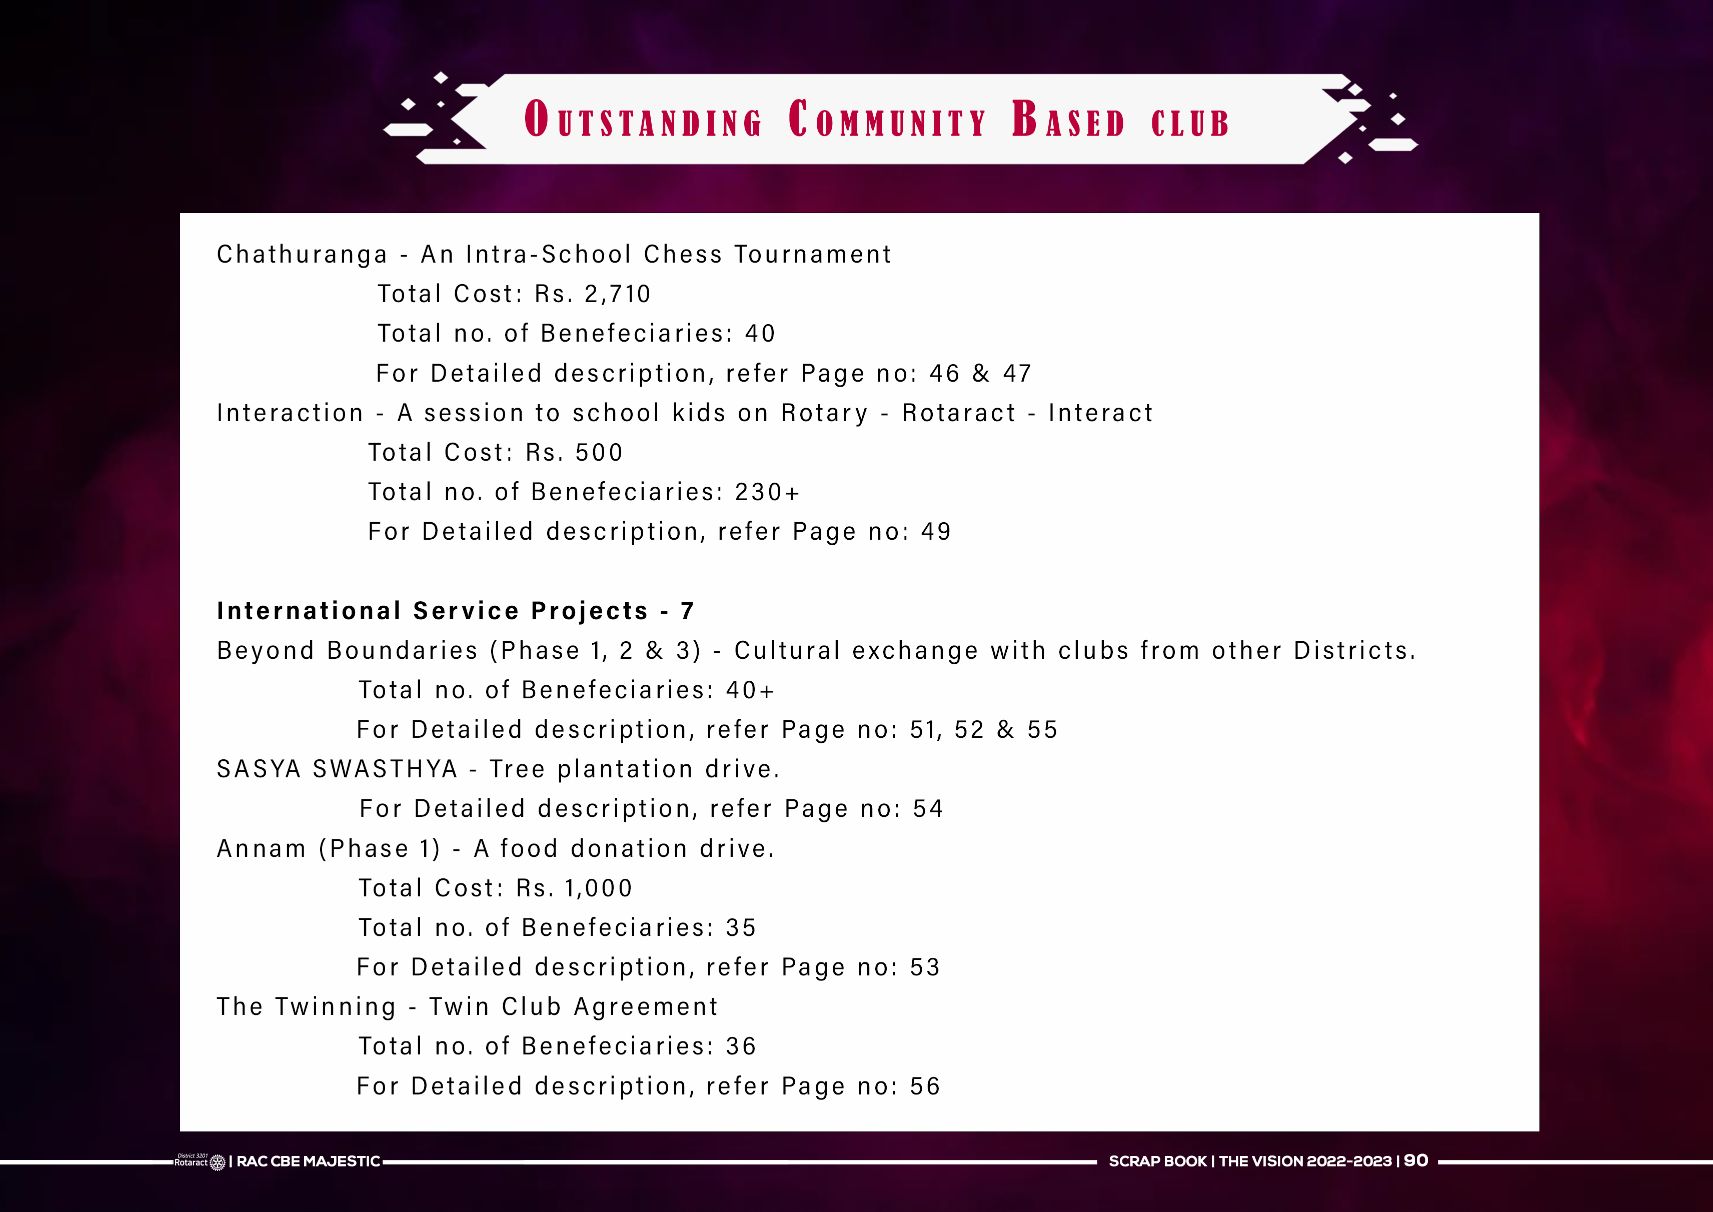 Outstanding Community Based club
Chathuranga - An Intra-School Chess Tournament
Total Cost: Rs. 2,710
Total no. of Benefeciaries: 40
For Detailed description, refer Page no: 46 & 47
Interaction - A session to school kids on Rotary - Rotaract - Interact
Total Cost: Rs. 500
Total no. of Benefeciaries: 230+
For Detailed description, refer Page no: 49
International Service Projects - 7
Beyond Boundaries (Phase 1, 2 & 3) - Cultural exchange with clubs from other Districts.
Total no. of Benefeciaries: 40+
For Detailed description, refer Page no: 51, 52 & 55
SASYA SWASTHYA - Tree plantation drive.
For Detailed description, refer Page no: 54
Annam (Phase 1) - A food donation drive.
Total Cost: Rs. 1,000
Total no. of Benefeciaries: 35
For Detailed description, refer Page no: 53
The Twinning - Twin Club Agreement
Total no. of Benefeciaries: 36
For Detailed description, refer Page no: 56
District 3201
Rotaract | RAC CBE MAJESTIC
SCRAP BOOK | THE VISION 2022-2023 | 90